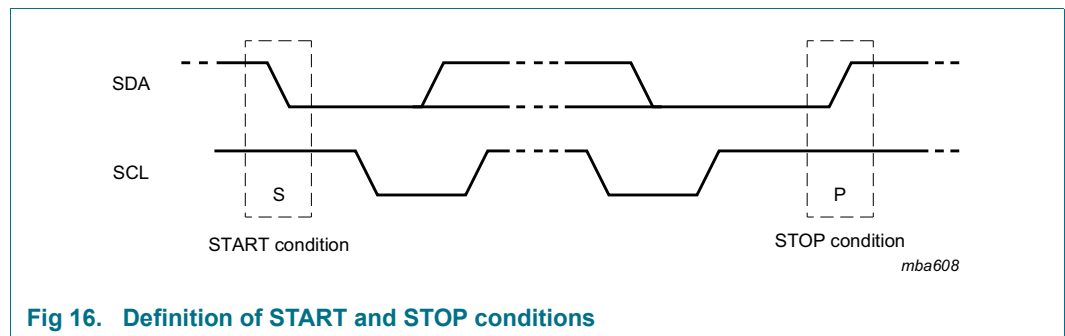 SDA
SCL
S
P
START condition
STOP condition
mba608
Fig 16. Definition of START and STOP conditions